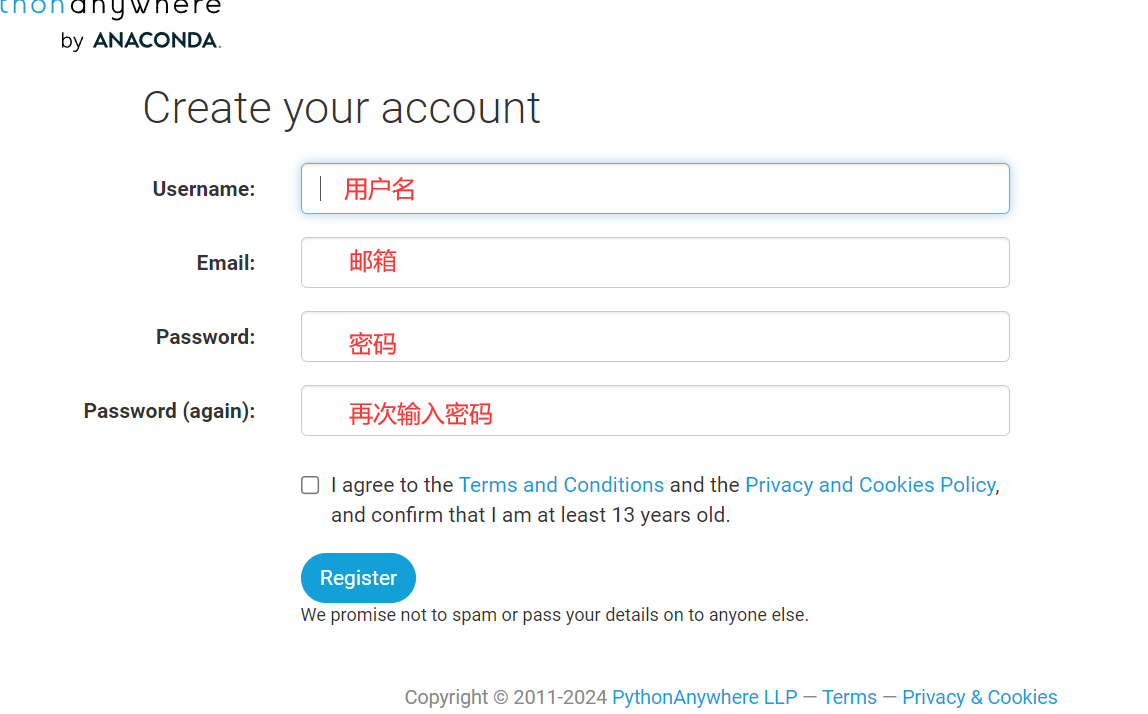 thonanywhere
by ANACONDA.
Create your account
Username: 用户名
Email: 邮箱
Password: 密码
Password (again): 再次输入密码
I agree to the Terms and Conditions and the Privacy and Cookies Policy,
and confirm that I am at least 13 years old.
Register
We promise not to spam or pass your details on to anyone else.
Copyright © 2011-2024 PythonAnywhere LLP — Terms — Privacy & Cookies